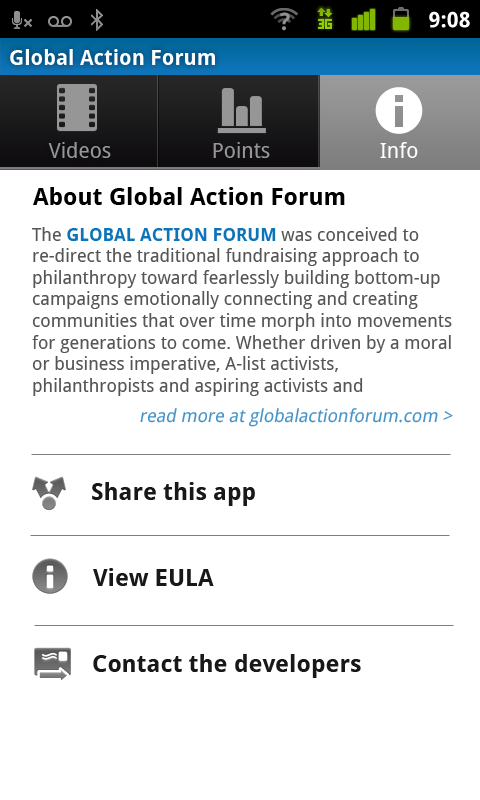 3G
9:08
Global Action Forum
Videos
Points
Info
About Global Action Forum
The GLOBAL ACTION FORUM was conceived to
re-direct the traditional fundraising approach to
philanthropy toward fearlessly building bottom-up
campaigns emotionally connecting and creating
communities that over time morph into movements
for generations to come. Whether driven by a moral
or business imperative, A-list activists,
philanthropists and aspiring activists and
read more at globalactionforum.com >
Share this app
View EULA
Contact the developers